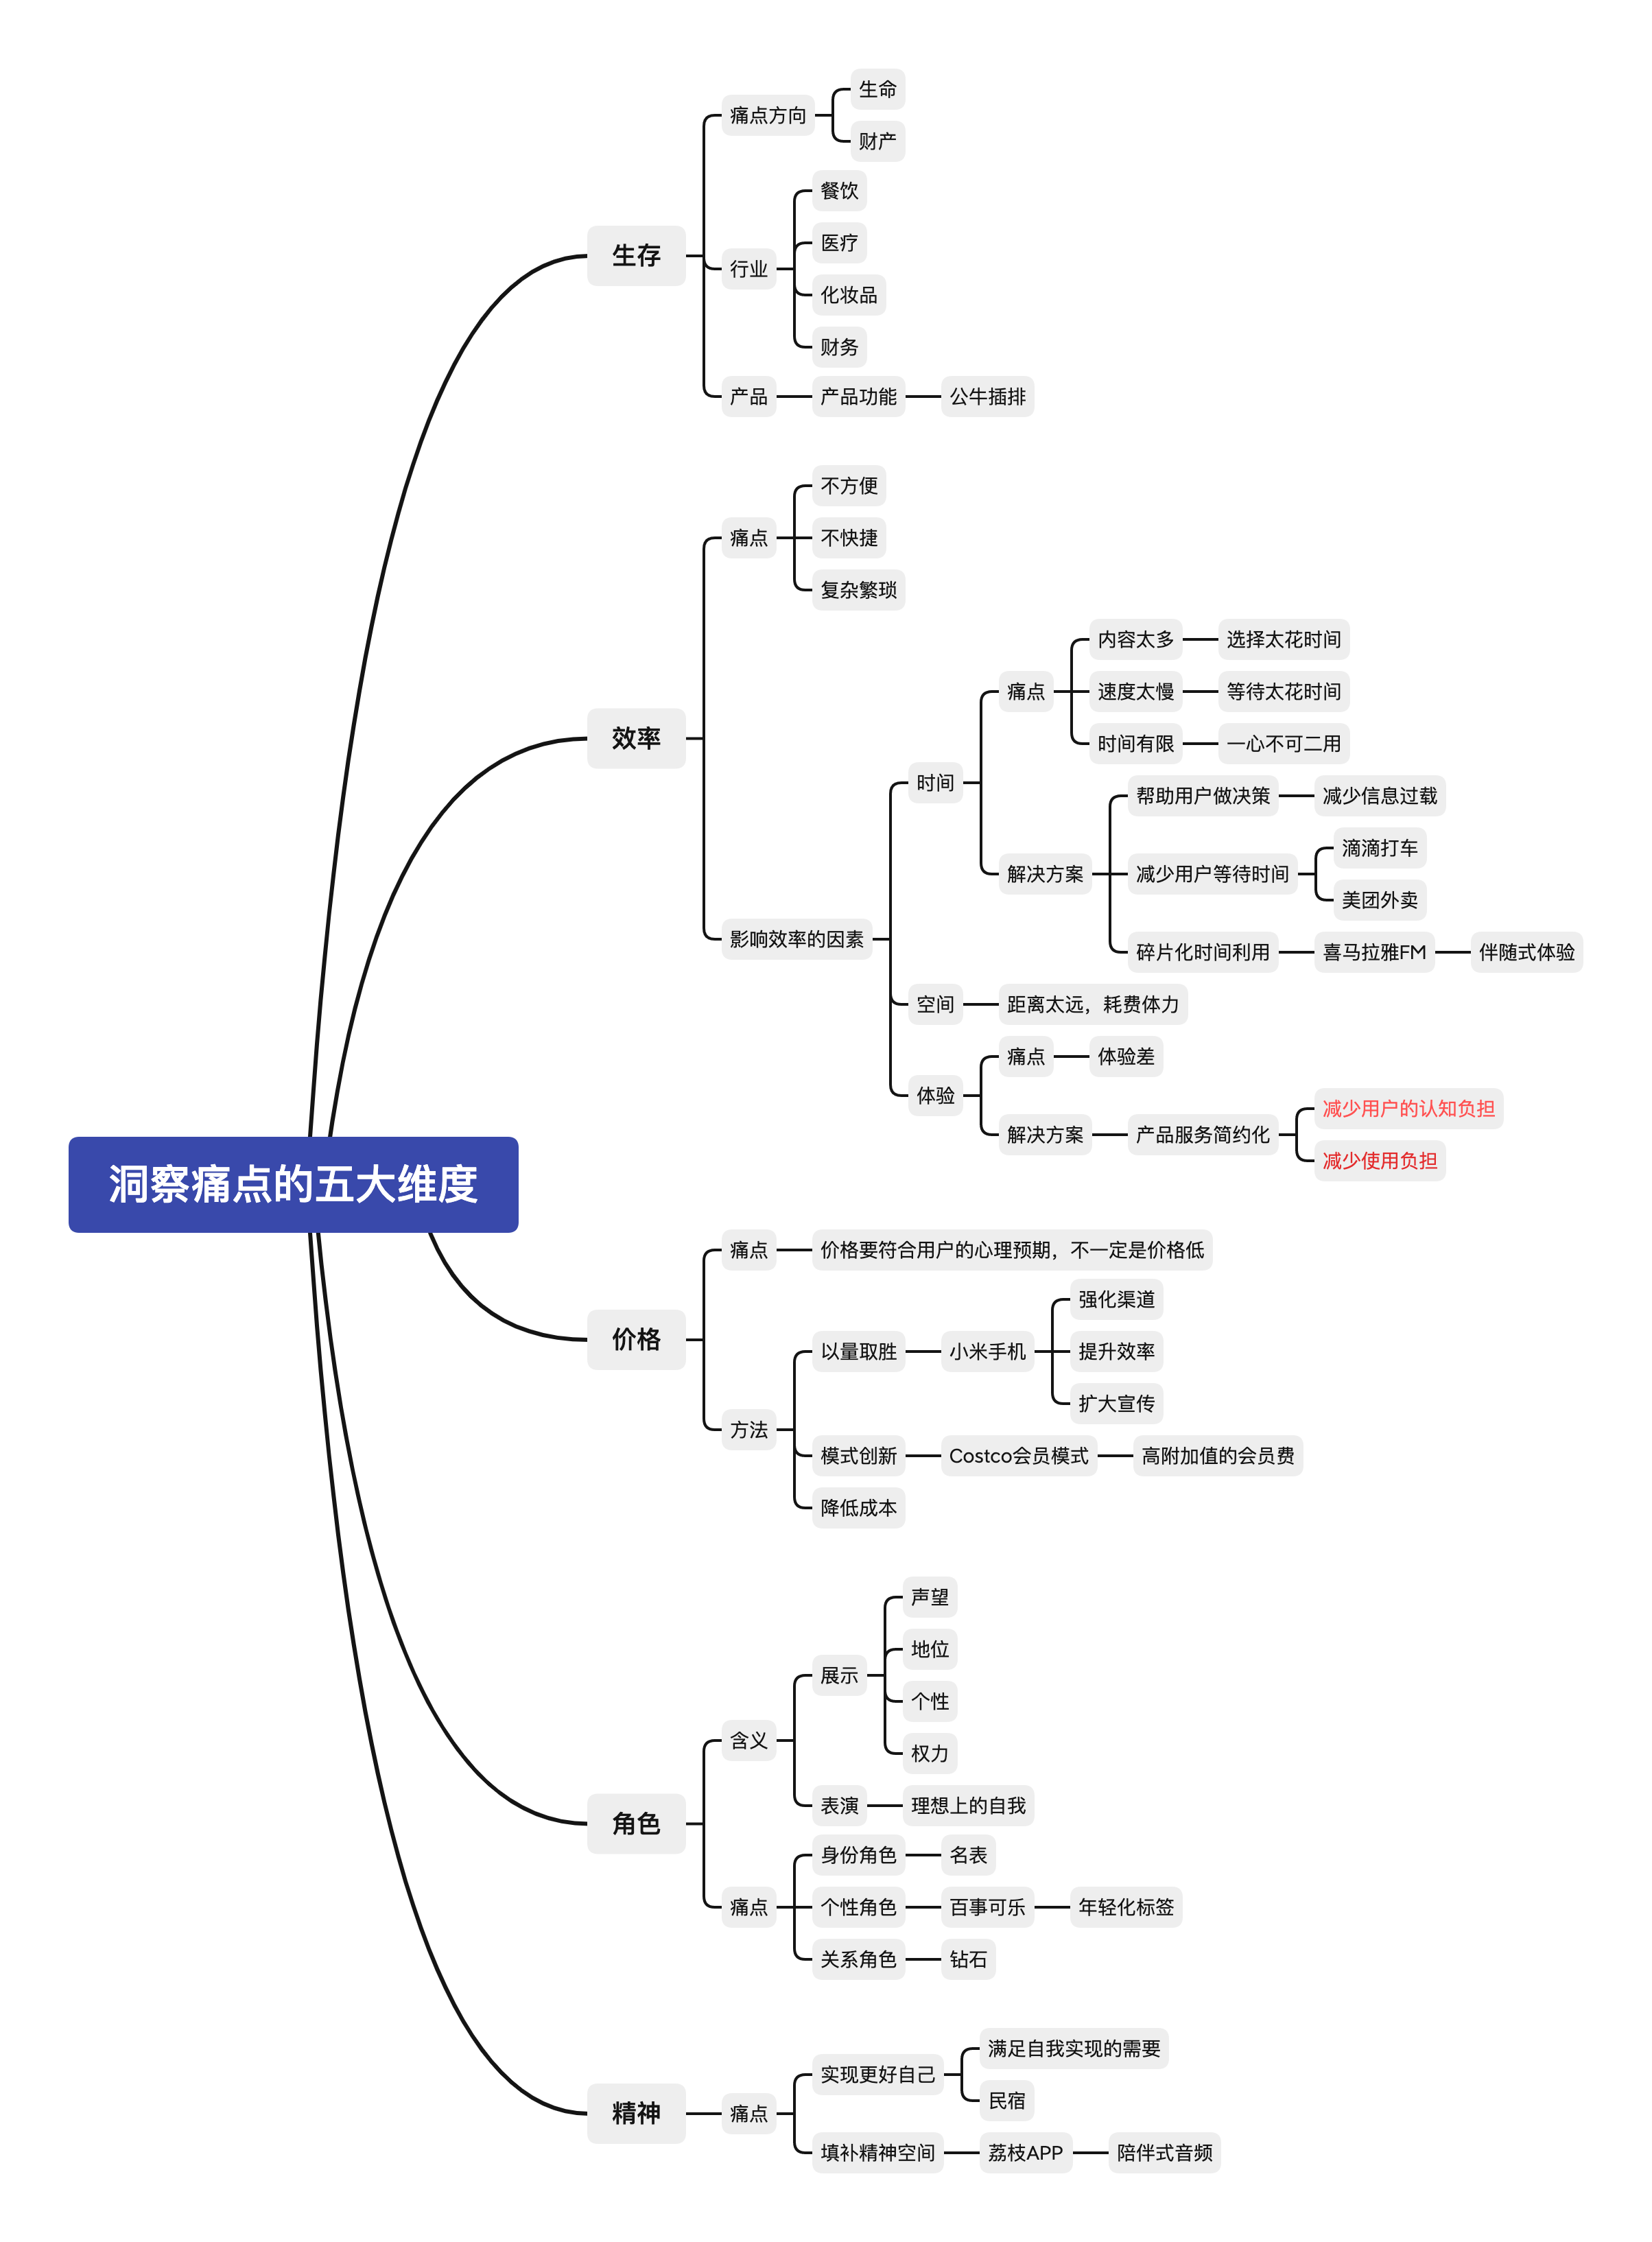 洞察痛点的五大维度
生存
痛点方向
生命
财产
行业
餐饮
医疗
化妆品
财务
产品
产品功能
公牛插排
效率
痛点
不方便
不快捷
复杂繁琐
影响效率的因素
时间
痛点
内容太多
选择太花时间
速度太慢
等待太花时间
时间有限
一心不可二用
解决方案
帮助用户做决策
减少信息过载
减少用户等待时间
滴滴打车
美团外卖
碎片化时间利用
喜马拉雅FM
伴随式体验
空间
距离太远，耗费体力
体验
痛点
体验差
解决方案
产品服务简约化
减少用户的认知负担
减少使用负担
价格
痛点
价格要符合用户的心理预期，不一定是价格低
方法
以量取胜
小米手机
强化渠道
提升效率
扩大宣传
模式创新
Costco会员模式
高附加值的会员费
降低成本
角色
含义
展示
声望
地位
个性
权力
表演
理想上的自我
痛点
身份角色
名表
个性角色
百事可乐
年轻化标签
关系角色
钻石
精神
痛点
实现更好自己
满足自我实现的需要
民宿
填补精神空间
荔枝APP
陪伴式音频